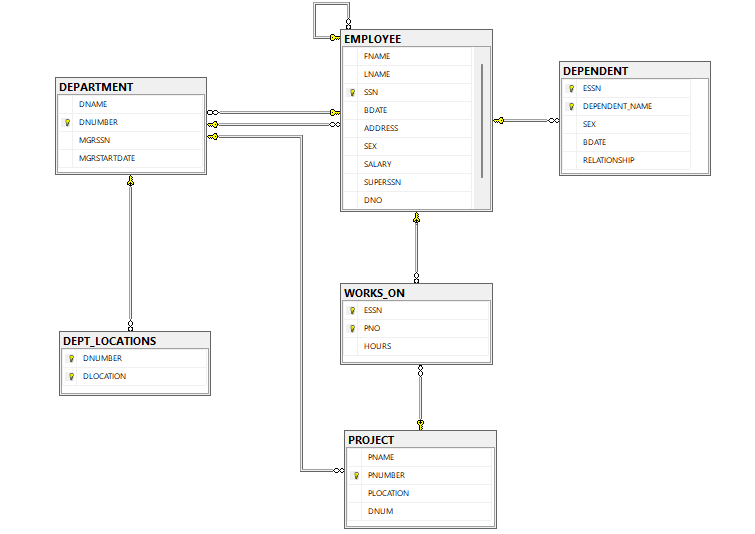 EMPLOYEE
FNAME
LNAME
SSN
BDATE
ADDRESS
SEX
SALARY
SUPERSSN
DNO
DEPARTMENT
DNAME
DNUMBER
MGRSSN
MGRSTARTDATE
DEPENDENT
ESSN
DEPENDENT_NAME
SEX
BDATE
RELATIONSHIP
DEPT_LOCATIONS
DNUMBER
DLOCATION
WORKS_ON
ESSN
PNO
HOURS
PROJECT
PNAME
PNUMBER
PLOCATION
DNUM